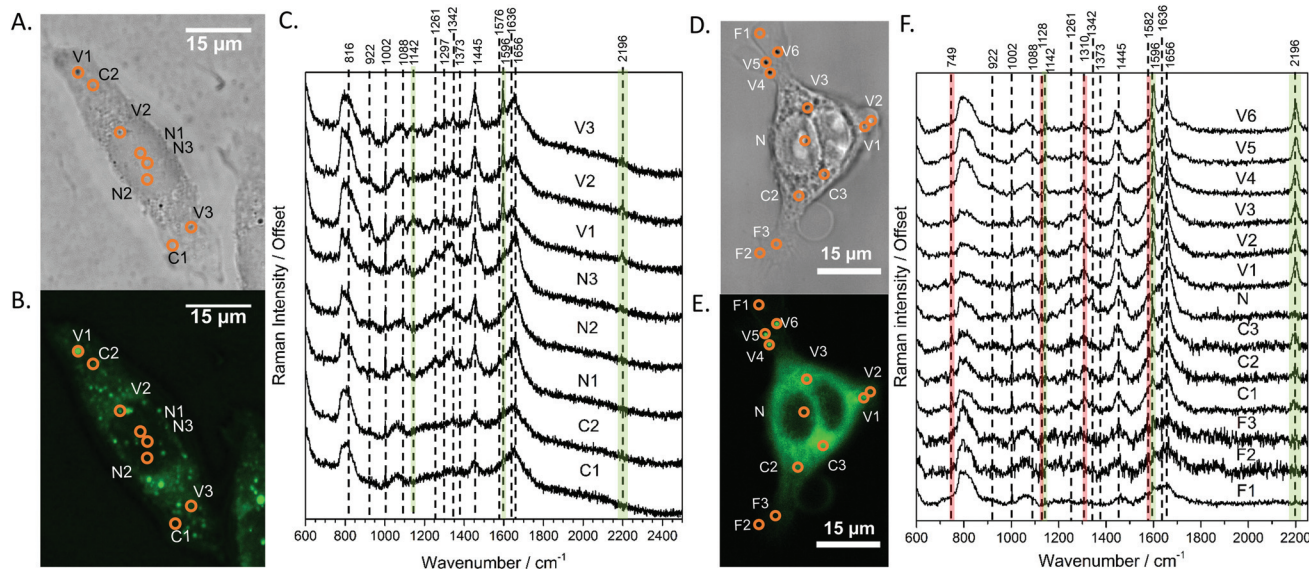 A.
15 µm
V1
C2
V2
N1
N3
N2
V3
C1
B.
15 µm
V1
C2
V2
N1
N3
N2
V3
C1
C.
816
922
1002
1088
1142
1261
1297
1342
1373
1445
1576
1596
1636
1656
2196
V3
V2
V1
N3
N2
N1
C2
C1
Raman Intensity / Offset
600 800 1000 1200 1400 1600 1800 2000 2200 2400
Wavenumber / cm⁻¹
D.
F1
V6
V5
V4
V3
V2
N
V1
C2
C3
F3
F2
15 µm
E.
F1
V6
V5
V4
V3
V2
N
V1
C3
C2
F3
F2
15 µm
F.
749
922
1002
1088
1128
1142
1261
1310
1342
1373
1445
1582
1596
1636
1656
2196
V6
V5
V4
V3
V2
V1
N
C3
C2
C1
F3
F2
F1
Raman intensity / Offset
600 800 1000 1200 1400 1600 1800 2000 2200
Wavenumber / cm⁻¹